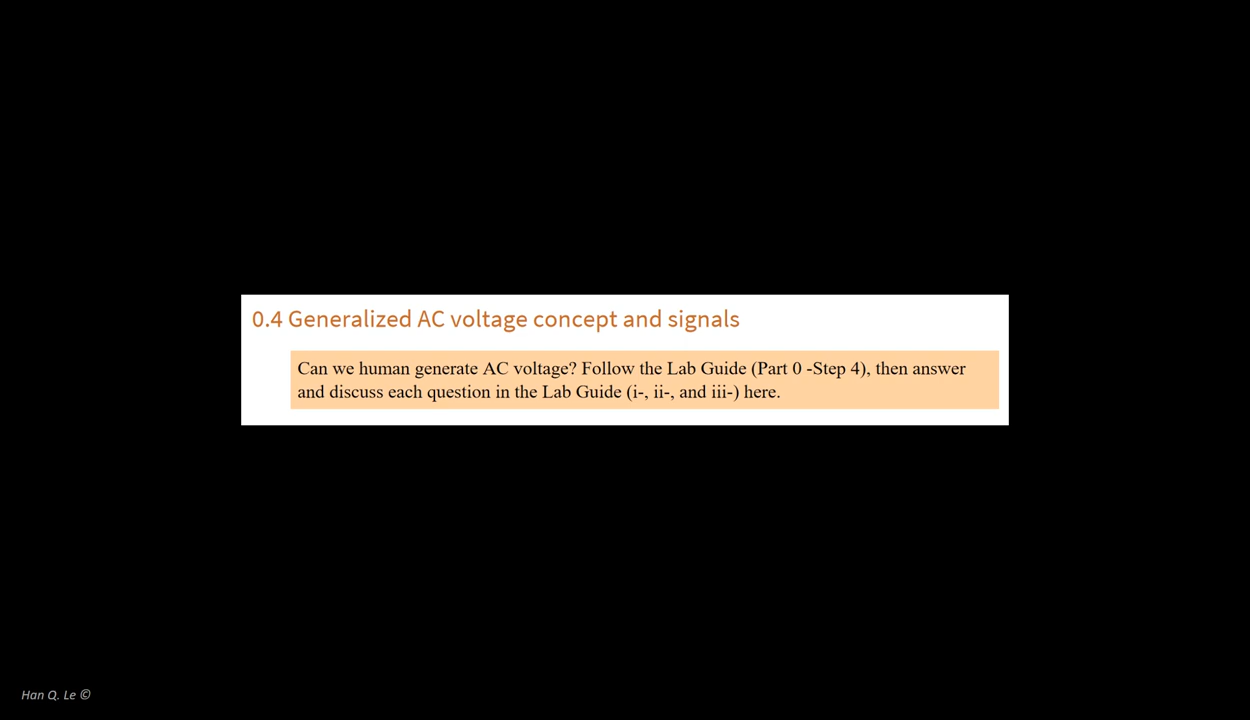 0.4 Generalized AC voltage concept and signals
Can we human generate AC voltage? Follow the Lab Guide (Part 0 -Step 4), then answer
and discuss each question in the Lab Guide (i-, ii-, and iii-) here.
Han Q. Le ©